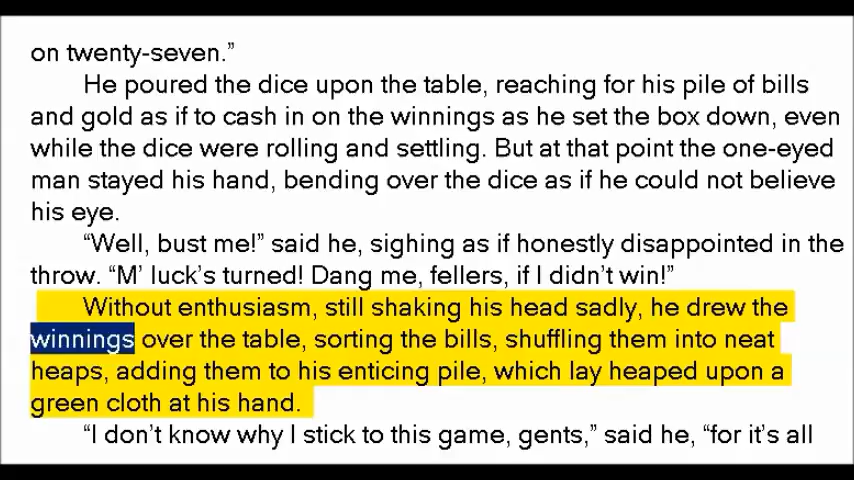 on twenty-seven.”
He poured the dice upon the table, reaching for his pile of bills
and gold as if to cash in on the winnings as he set the box down, even
while the dice were rolling and settling. But at that point the one-eyed
man stayed his hand, bending over the dice as if he could not believe
his eye.
“Well, bust me!” said he, sighing as if honestly disappointed in the
throw. “M’ luck’s turned! Dang me, fellers, if I didn’t win!”
Without enthusiasm, still shaking his head sadly, he drew the
winnings over the table, sorting the bills, shuffling them into neat
heaps, adding them to his enticing pile, which lay heaped upon a
green cloth at his hand.
“I don’t know why I stick to this game, gents,” said he, “for it’s all